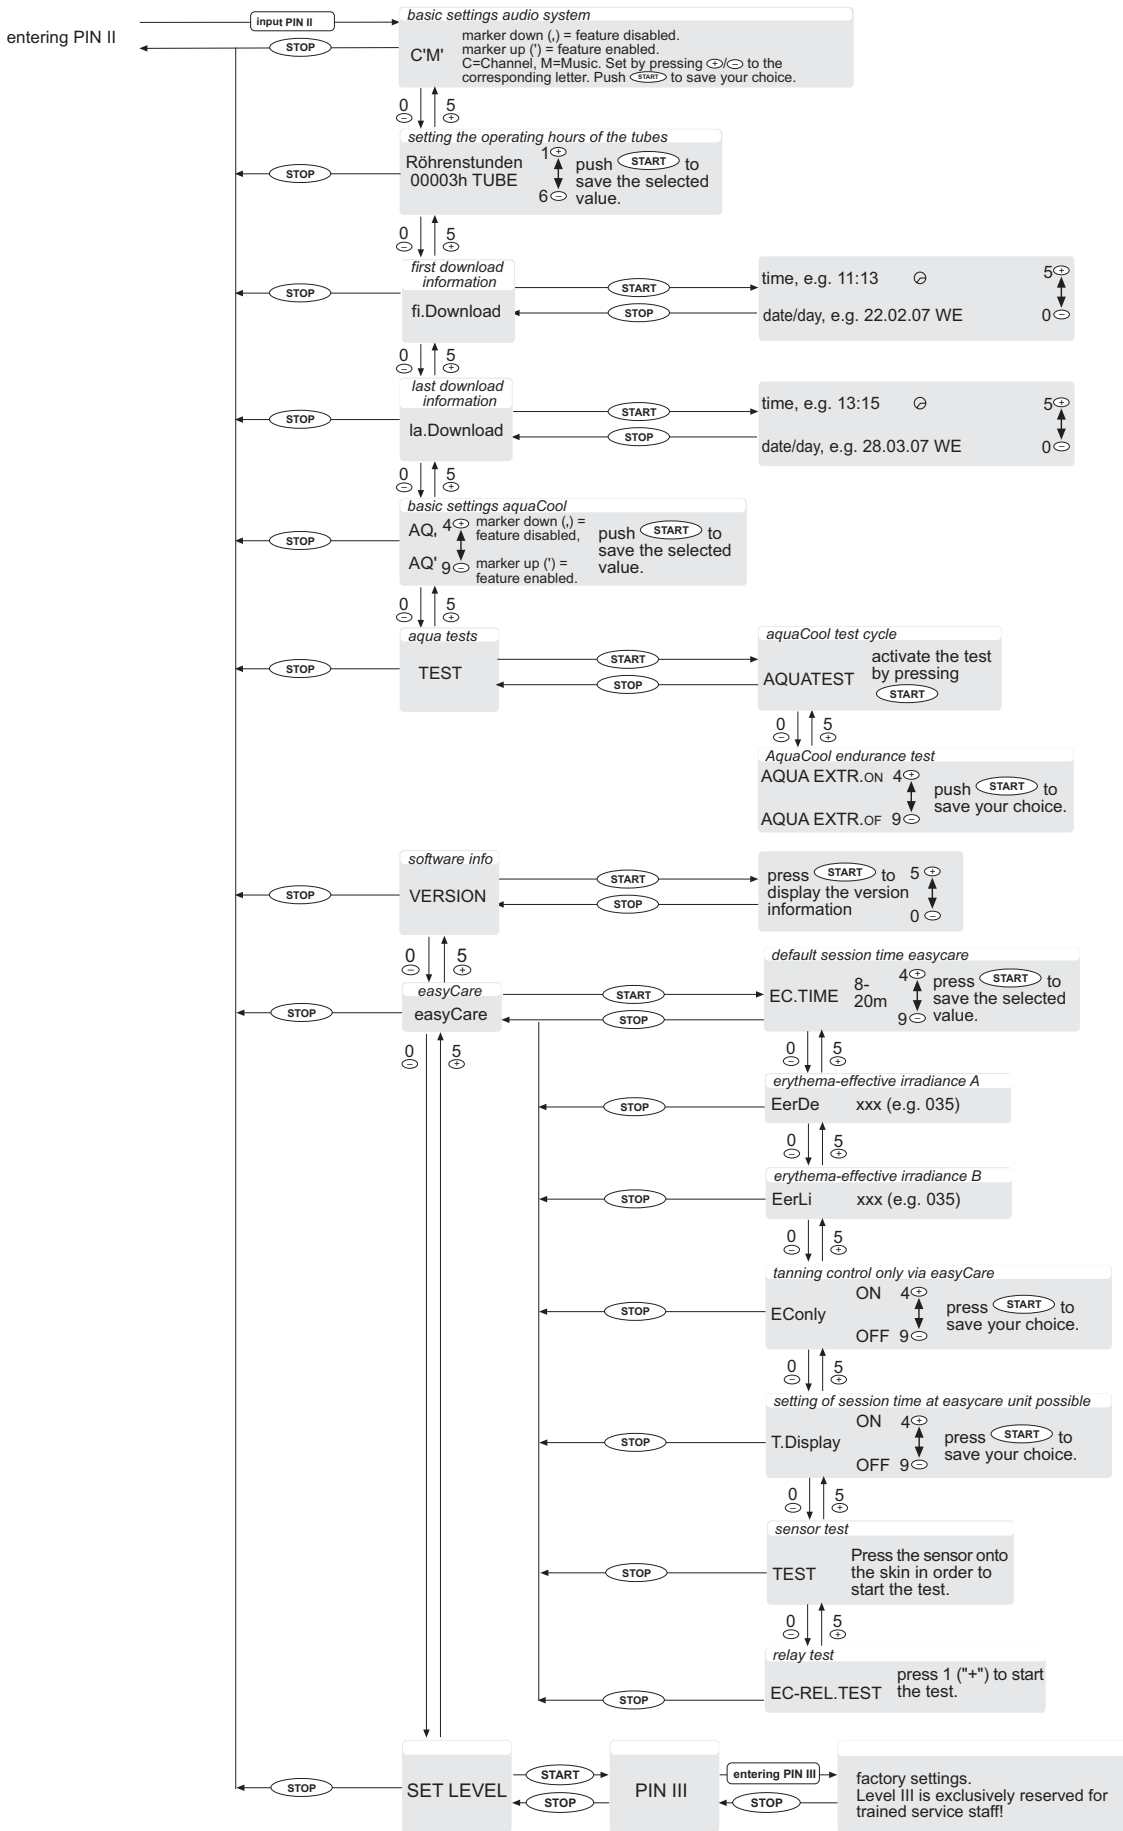 entering PIN II
input PIN II
STOP
basic settings audio system
C'M'
marker down (,) = feature disabled.
marker up (') = feature enabled.
C=Channel, M=Music. Set by pressing +/− to the
corresponding letter. Push START to save your choice.
0 − 5 +
setting the operating hours of the tubes
Röhrenstunden
00003h TUBE
1 +
6 −
push START to
save the selected
value.
STOP
0 − 5 +
first download
information
fi.Download
STOP
START
STOP
time, e.g. 11:13
5 +
date/day, e.g. 22.02.07 WE
0 −
0 − 5 +
last download
information
la.Download
STOP
START
STOP
time, e.g. 13:15
5 +
date/day, e.g. 28.03.07 WE
0 −
0 − 5 +
basic settings aquaCool
AQ, 4 + marker down (,) =
feature disabled,
AQ' 9 − marker up (') =
feature enabled.
push START to
save the selected
value.
STOP
0 − 5 +
aqua tests
TEST
STOP
START
STOP
aquaCool test cycle
AQUATEST
activate the test
by pressing
START
0 − 5 +
AquaCool endurance test
AQUA EXTR.ON 4 +
AQUA EXTR.OF 9 −
push START to
save your choice.
software info
VERSION
STOP
START
STOP
press START to
display the version
information
5 +
0 −
0 − 5 +
easyCare
easyCare
STOP
START
STOP
default session time easycare
EC.TIME
8-
20m
4 +
9 −
press START to
save the selected
value.
0 − 5 +
0 − 5 +
erythema-effective irradiance A
EerDe xxx (e.g. 035)
STOP
0 − 5 +
erythema-effective irradiance B
EerLi xxx (e.g. 035)
STOP
0 − 5 +
tanning control only via easyCare
EConly
ON 4 +
OFF 9 −
press START to
save your choice.
STOP
0 − 5 +
setting of session time at easycare unit possible
T.Display
ON 4 +
OFF 9 −
press START to
save your choice.
STOP
0 − 5 +
sensor test
TEST
Press the sensor onto
the skin in order to
start the test.
STOP
0 − 5 +
relay test
EC-REL.TEST
press 1 ("+") to start
the test.
STOP
SET LEVEL
STOP
START
STOP
PIN III
entering PIN III
STOP
factory settings.
Level III is exclusively reserved for
trained service staff!